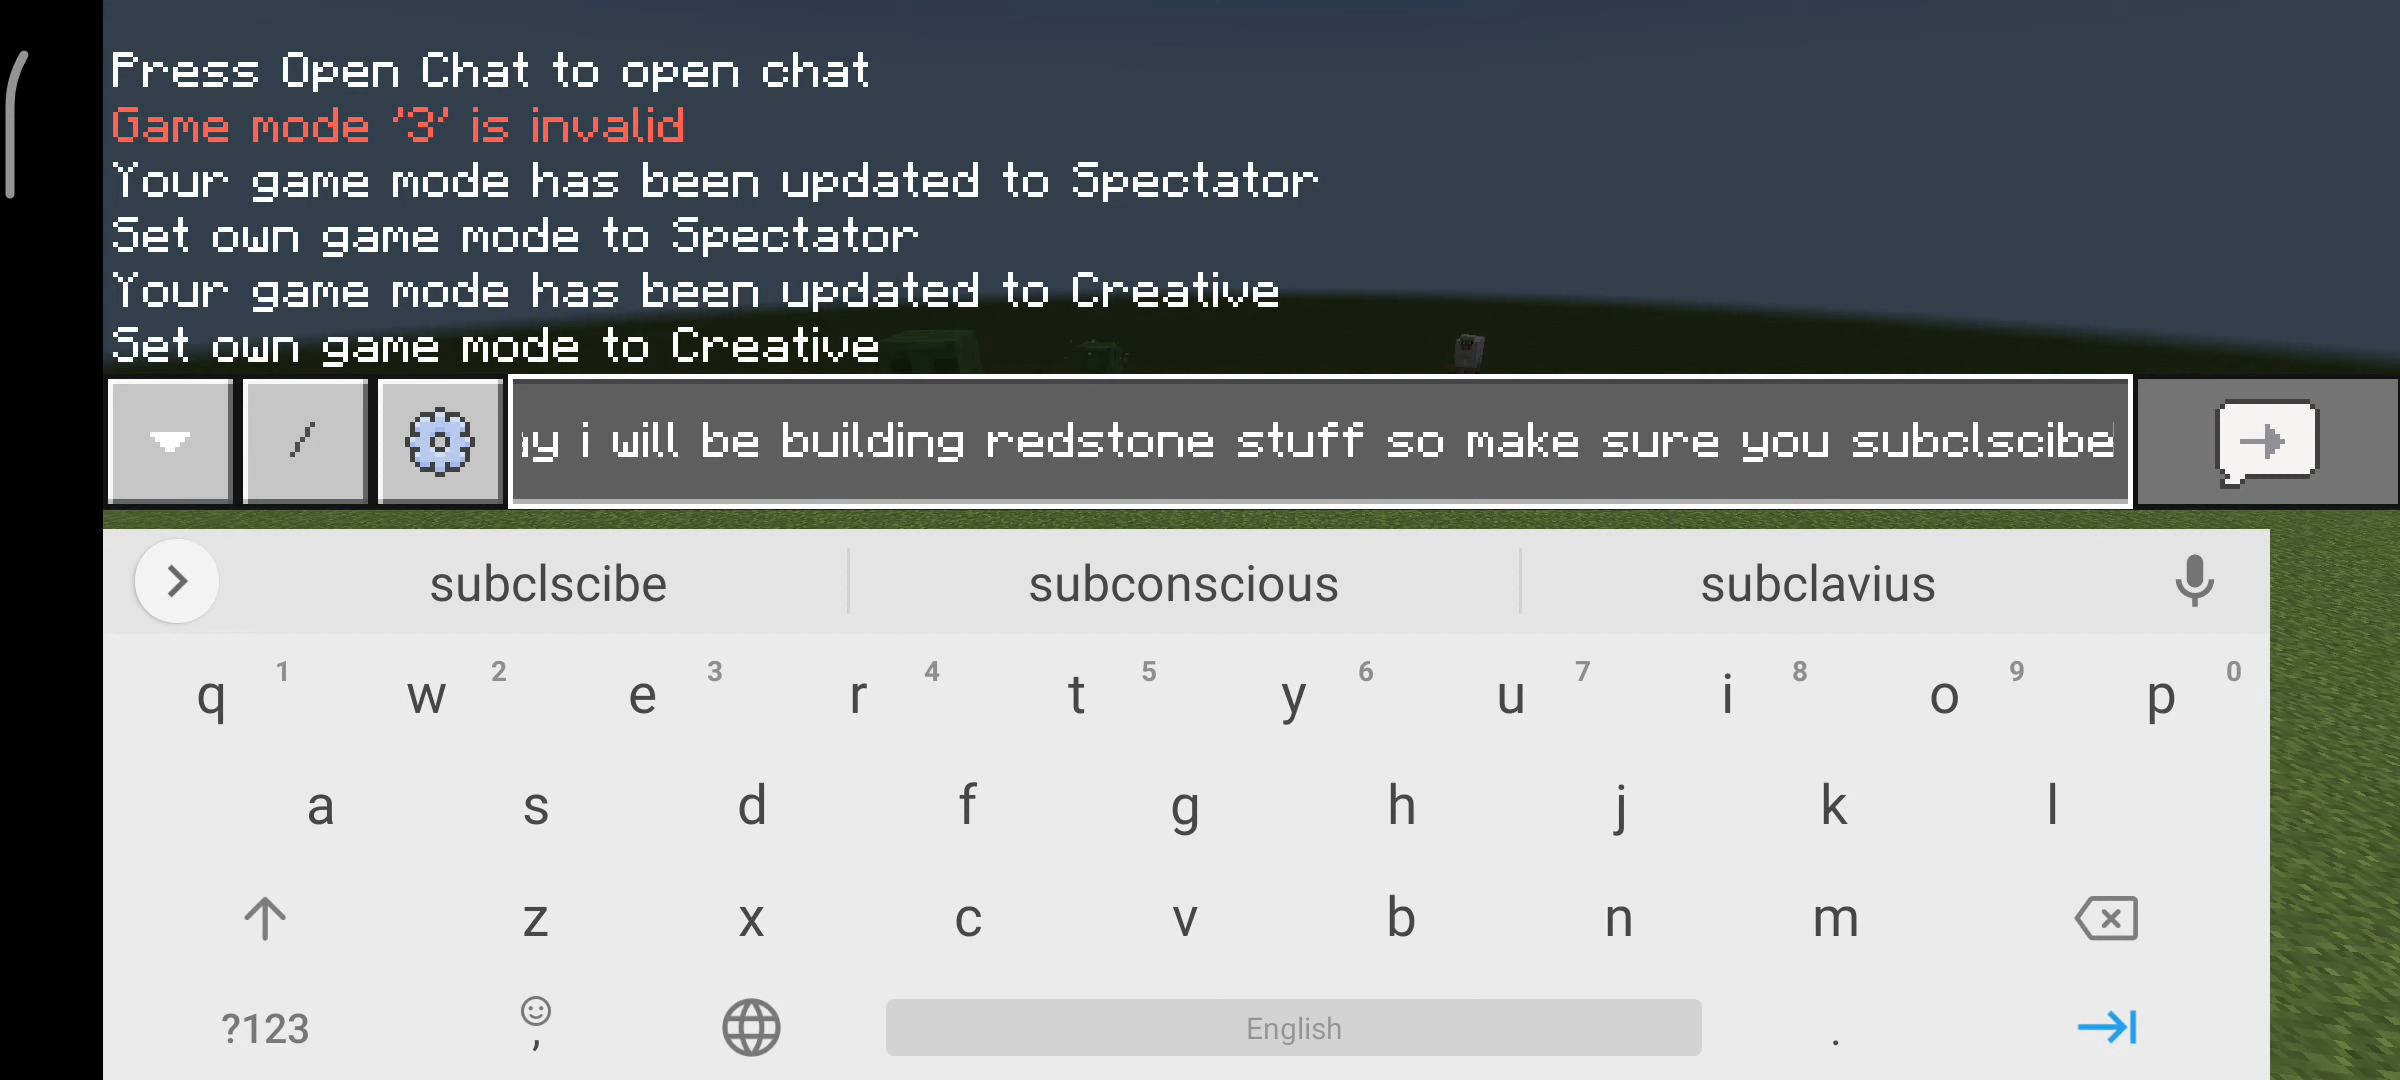 Press Open Chat to open chat
Game mode '3' is invalid
Your game mode has been updated to Spectator
Set own game mode to Spectator
Your game mode has been updated to Creative
Set own game mode to Creative
/
i will be building redstone stuff so make sure you subclscibe
subclscibe subconscious subclavius
q 1 w 2 e 3 r 4 t 5 y 6 u 7 i 8 o 9 p 0
a s d f g h j k l
z x c v b n m
?123 , English .